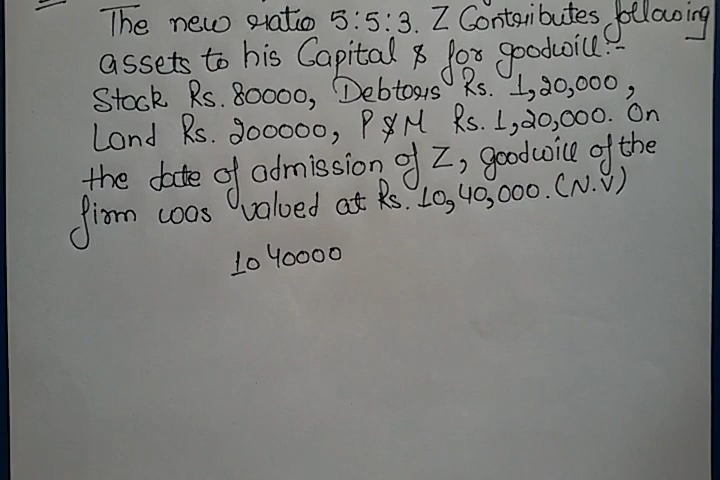 The new ratio 5:5:3. Z Contributes following
assets to his Capital & for goodwill:-
Stock Rs. 80000, Debtors Rs. 1,20,000,
Land Rs. 200000, P & M Rs. 1,20,000. On
the date of admission of Z, goodwill of the
firm was valued at Rs. 10,40,000. (N.V)
1040000